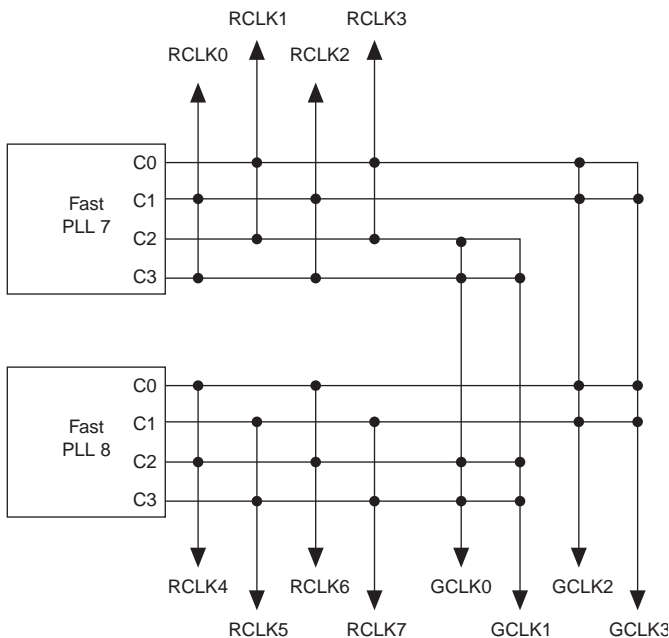 RCLK1
RCLK3
RCLK0
RCLK2
C0
C1
Fast
PLL 7
C2
C3
C0
C1
Fast
PLL 8
C2
C3
RCLK4
RCLK6
GCLK0
GCLK2
RCLK5
RCLK7
GCLK1
GCLK3